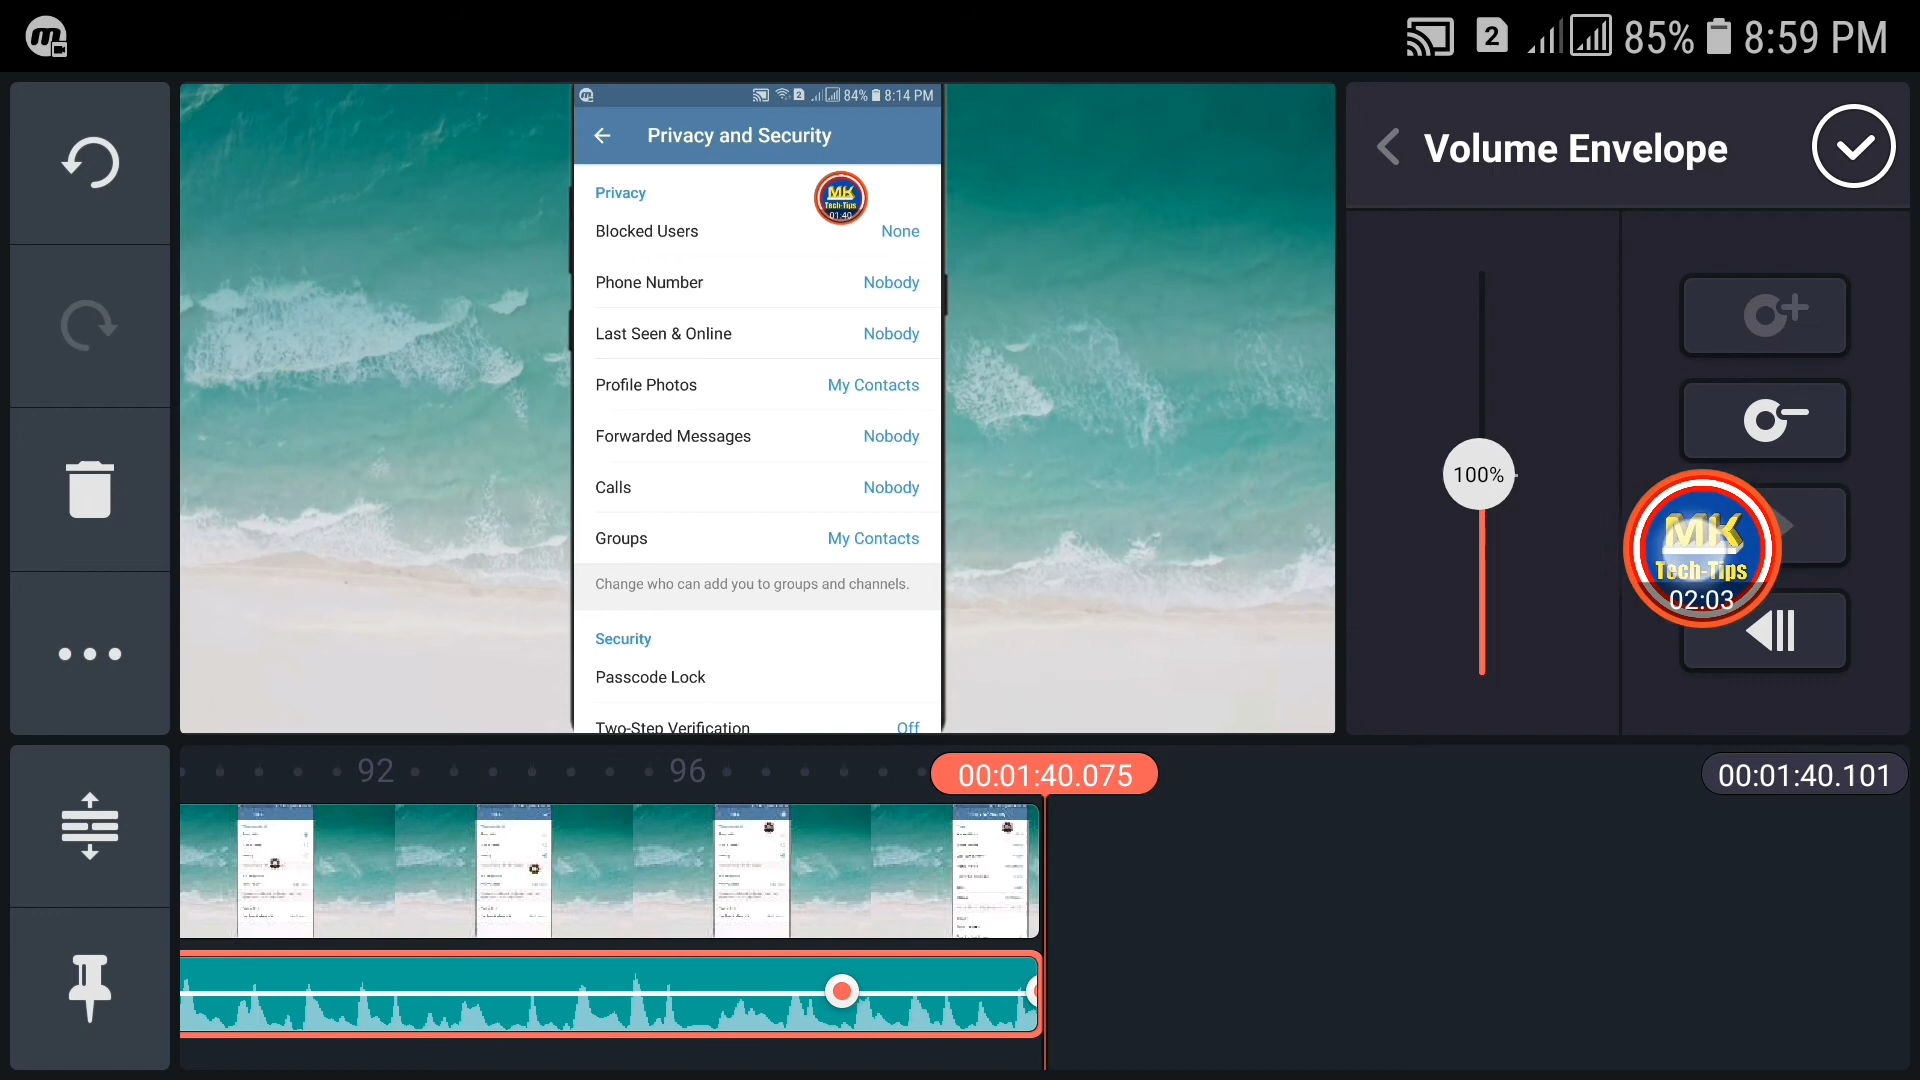 m
2
85%
8:59 PM
m
2
84%
8:14 PM
Privacy and Security
Privacy
MK
Tech-Tips
01:40
Blocked Users
None
Phone Number
Nobody
Last Seen & Online
Nobody
Profile Photos
My Contacts
Forwarded Messages
Nobody
Calls
Nobody
Groups
My Contacts
Change who can add you to groups and channels.
Security
Passcode Lock
Two-Step Verification
Off
Volume Envelope
100%
MK
Tech-Tips
02:03
92
96
00:01:40.075
00:01:40.101